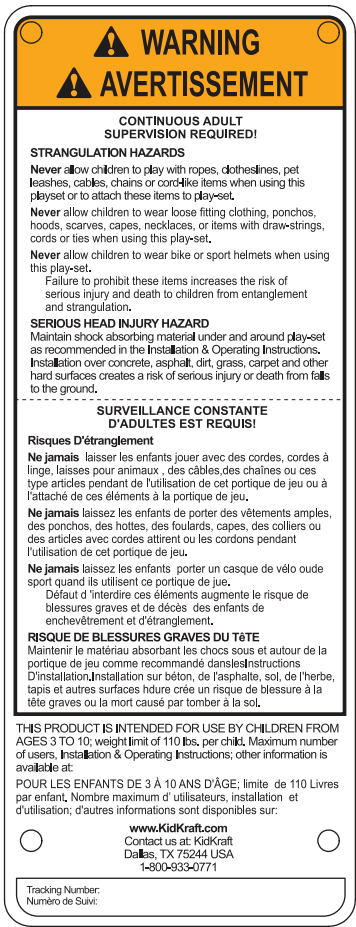 WARNING
AVERTISSEMENT
CONTINUOUS ADULT
SUPERVISION REQUIRED!
STRANGULATION HAZARDS
Never allow children to play with ropes, clotheslines, pet
leashes, cables, chains or cord-like items when using this
playset or to attach these items to play-set.
Never allow children to wear loose fitting clothing, ponchos,
hoods, scarves, capes, necklaces, or items with draw-strings,
cords or ties when using this play-set.
Never allow children to wear bike or sport helmets when using
this play-set.
Failure to prohibit these items increases the risk of
serious injury and death to children from entanglement
and strangulation.
SERIOUS HEAD INJURY HAZARD
Maintain shock absorbing material under and around play-set
as recommended in the Installation & Operating Instructions.
Installation over concrete, asphalt, dirt, grass, carpet and other
hard surfaces creates a risk of serious injury or death from falls
to the ground.
SURVEILLANCE CONSTANTE
D'ADULTES EST REQUIS!
Risques D'étranglement
Ne jamais laisser les enfants jouer avec des cordes, cordes à
linge, laisses pour animaux , des câbles,des chaînes ou ces
type articles pendant de l'utilisation de cet portique de jeu ou à
l'attaché de ces éléments à la portique de jeu.
Ne jamais laissez les enfants de porter des vêtements amples,
des ponchos, des hottes, des foulards, capes, des colliers ou
des articles avec cordes attirent ou les cordons pendant
l'utilisation de cet portique de jeu.
Ne jamais laissez les enfants porter un casque de vélo oude
sport quand ils utilisent ce portique de jue.
Défaut d 'interdire ces éléments augmente le risque de
blessures graves et de décès des enfants de
enchevêtrement et d'étranglement.
RISQUE DE BLESSURES GRAVES DU TêTE
Maintenir le matériau absorbant les chocs sous et autour de la
portique de jeu comme recommandé danslesInstructions
D'installation.Installation sur béton, de l'asphalte, sol, de l'herbe,
tapis et autres surfaces hdure crée un risque de blessure à la
tête graves ou la mort causé par tomber à la sol.
THIS PRODUCT IS INTENDED FOR USE BY CHILDREN FROM
AGES 3 TO 10; weight limit of 110 lbs. per child. Maximum number
of users, Installation & Operating Instructions; other information is
available at:
POUR LES ENFANTS DE 3 À 10 ANS D'ÂGE; limite de 110 Livres
par enfant. Nombre maximum d' utilisateurs, installation et
d'utilisation; d'autres informations sont disponibles sur:
www.KidKraft.com
Contact us at: KidKraft
Dallas, TX 75244 USA
1-800-933-0771
Tracking Number:
Numèro de Suivi: